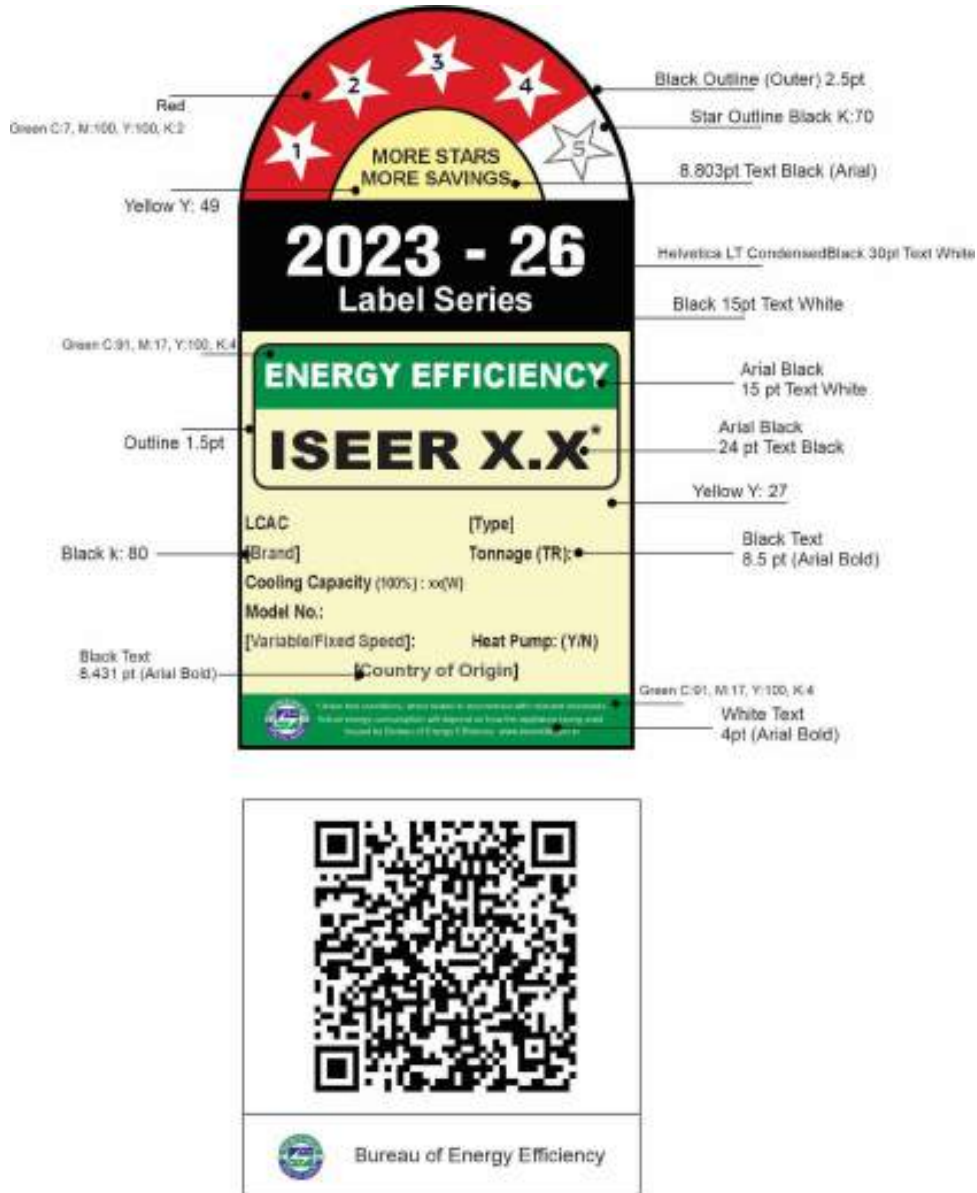 1
2
3
4
5
MORE STARS
MORE SAVINGS
2023 - 26
Label Series
ENERGY EFFICIENCY
ISEER X.X*
LCAC [Type]
[Brand] Tonnage (TR):
Cooling Capacity (100%) : xx(W)
Model No.:
[Variable/Fixed Speed]: Heat Pump: (Y/N)
[Country of Origin]
Red
Green C:7, M:100, Y:100, K:2
Yellow Y: 49
Green C:91, M:17, Y:100, K:4
Outline 1.5pt
Black k: 80
Black Text
8.431 pt (Arial Bold)
Black Outline (Outer) 2.5pt
Star Outline Black K:70
8.803pt Text Black (Arial)
Helvetica LT CondensedBlack 30pt Text White
Black 15pt Text White
Arial Black
15 pt Text White
Arial Black
24 pt Text Black
Yellow Y: 27
Black Text
8.5 pt (Arial Bold)
Green C:91, M:17, Y:100, K:4
White Text
4pt (Arial Bold)
Bureau of Energy Efficiency